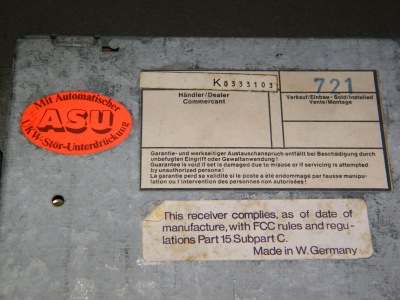 Mit Automatischer
ASU
UKW-Stör-Unterdrückung
K0333103
Händler/Dealer
Commerçant
721
Verkauf/Einbau - Sold/Installed
Vente/Montage
Garantie- und werkseitiger Austauschanspruch entfällt bei Beschädigung durch
unbefugten Eingriff oder Gewaltanwendung!
Guarantee is void if set is damaged due to misuse or if servicing is attempted
by unauthorized persons!
La garantie perd sa validité si le poste a été endommagé par fausse manipu-
lation ou l'intervention des personnes non autorisées!
This receiver complies, as of date of
manufacture, with FCC rules and regu-
lations Part 15 Subpart C.
Made in W. Germany